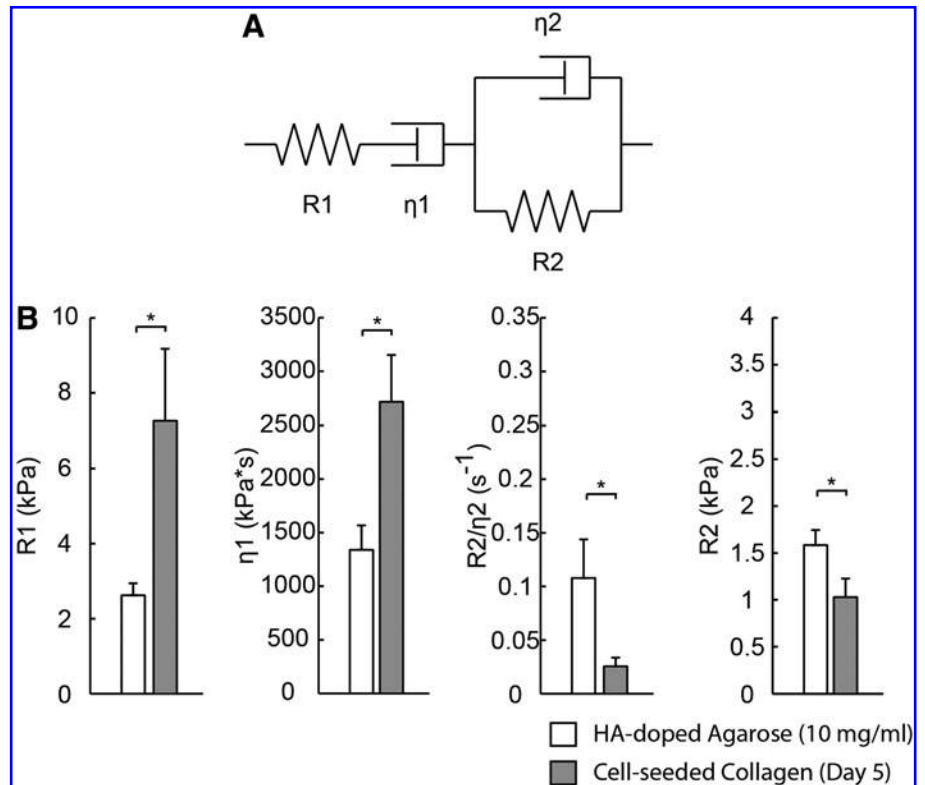 A
η2
R1
η1
R2
B
R1 (kPa)
10
8
6
4
2
0
*
η1 (kPa*s)
3500
3000
2500
2000
1500
1000
500
0
*
R2/η2 (s⁻¹)
0.35
0.3
0.25
0.2
0.15
0.1
0.05
0
*
R2 (kPa)
4
3.5
3
2.5
2
1.5
1
0.5
0
*
HA-doped Agarose (10 mg/ml)
Cell-seeded Collagen (Day 5)